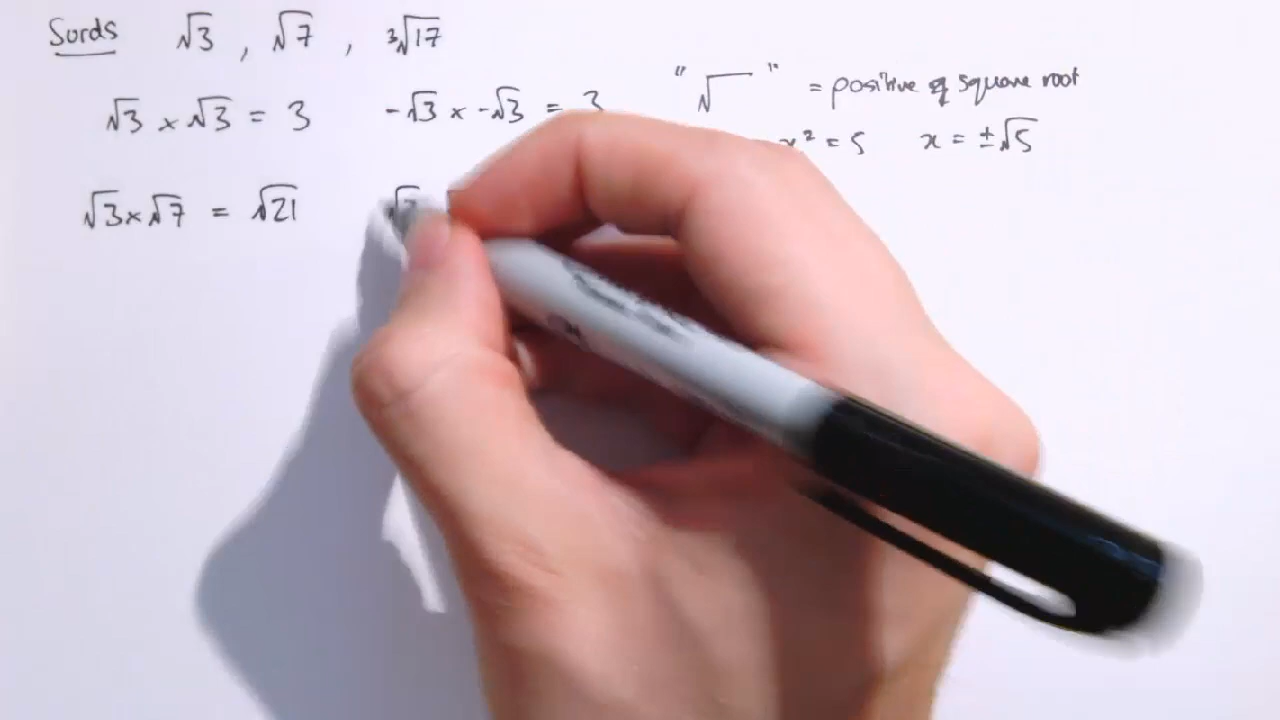 Surds √3 , √7 , ³√17
√3 × √3 = 3 -√3 × -√3 = 3 "√‾" = positive of square root
x² = 5 x = ±√5
√3×√7 = √21